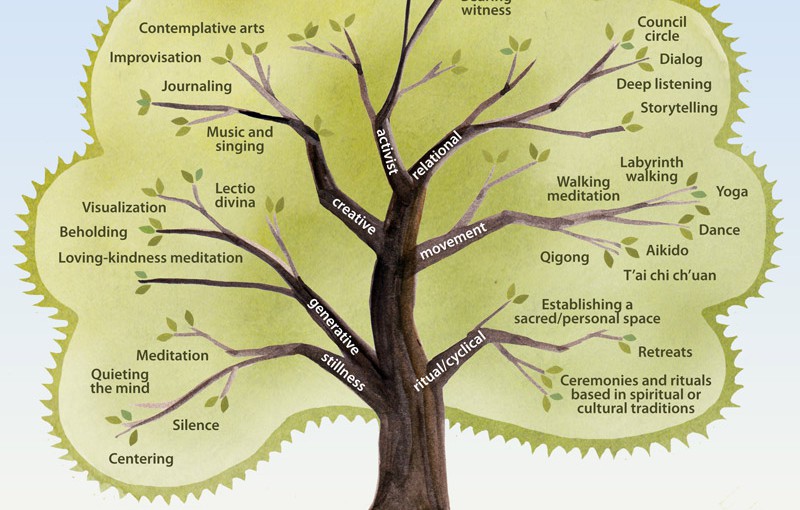 witness
Contemplative arts
Improvisation
Journaling
Music and
singing
Council
circle
Dialog
Deep listening
Storytelling
activist
relational
creative
movement
Labyrinth
walking
Walking
meditation
Yoga
Dance
Aikido
Qigong
T'ai chi ch'uan
Lectio
divina
Visualization
Beholding
Loving-kindness meditation
generative
stillness
ritual/cyclical
Establishing a
sacred/personal space
Retreats
Ceremonies and rituals
based in spiritual or
cultural traditions
Meditation
Quieting
the mind
Silence
Centering